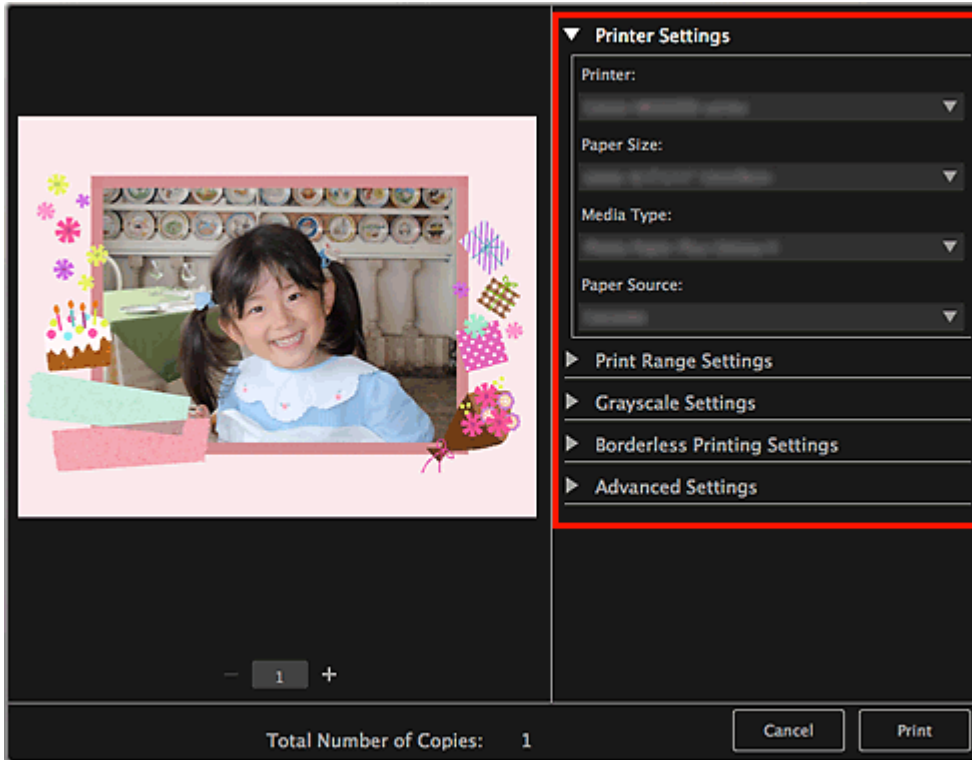 Printer Settings
Printer:
Paper Size:
Media Type:
Paper Source:
Print Range Settings
Grayscale Settings
Borderless Printing Settings
Advanced Settings
1
Total Number of Copies: 1
Cancel
Print